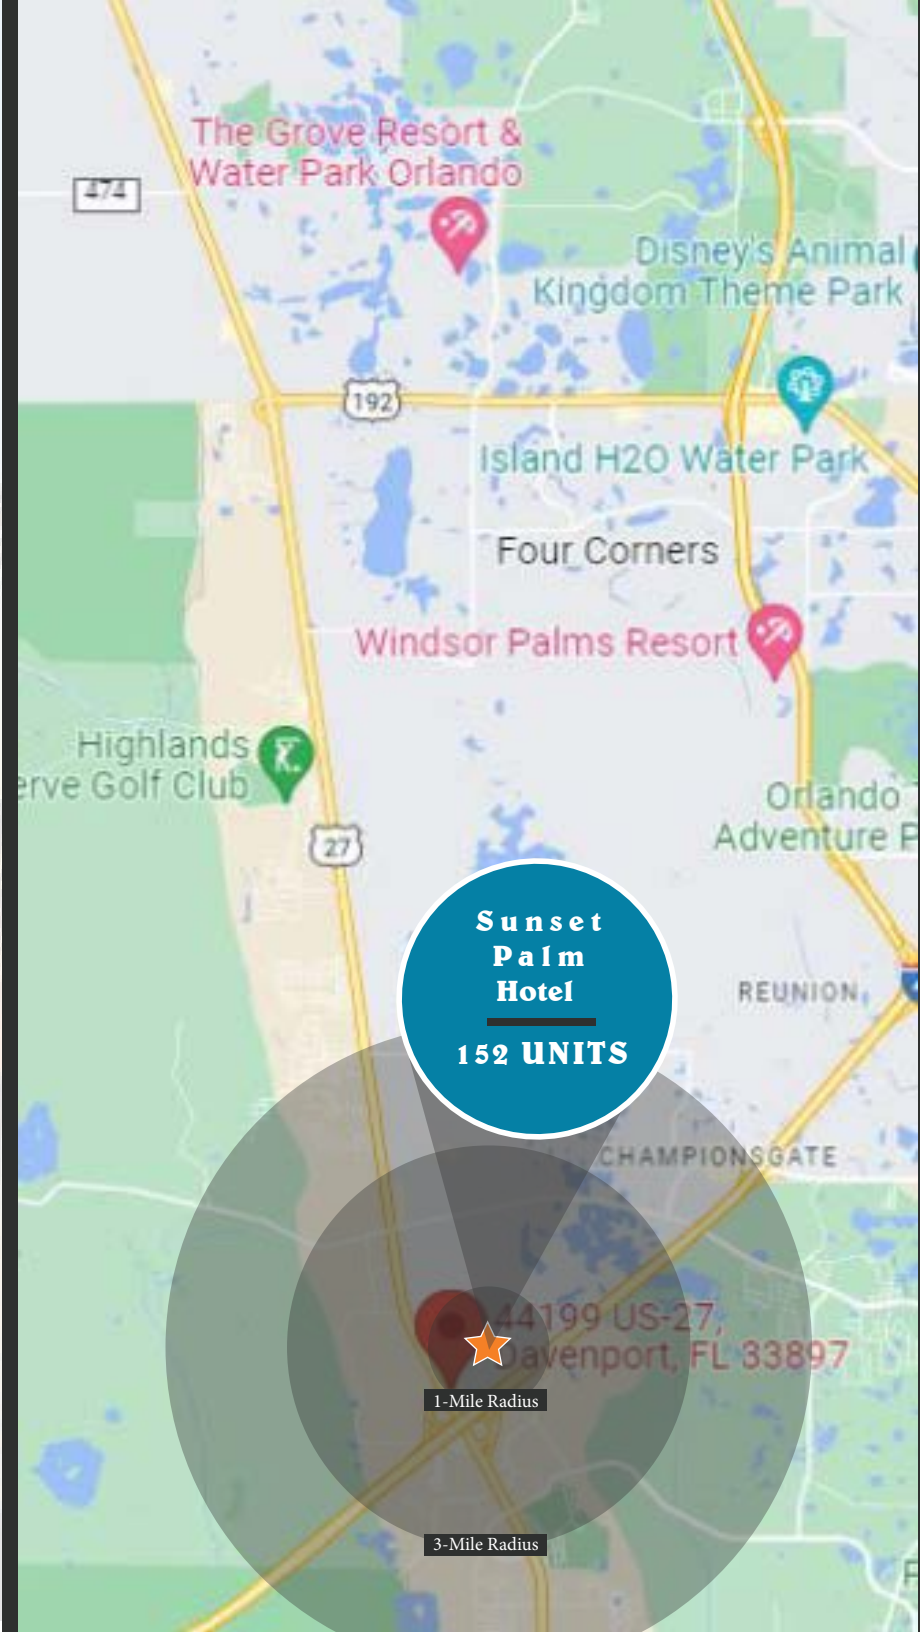 The Grove Resort &
Water Park Orlando
474
Disney's Animal
Kingdom Theme Park
192
Island H2O Water Park
Four Corners
Windsor Palms Resort
Highlands
erve Golf Club
Orlando
Adventure P
27
Sunset
Palm
Hotel
152 UNITS
REUNION
CHAMPIONSGATE
44199 US-27,
Davenport, FL 33897
1-Mile Radius
3-Mile Radius